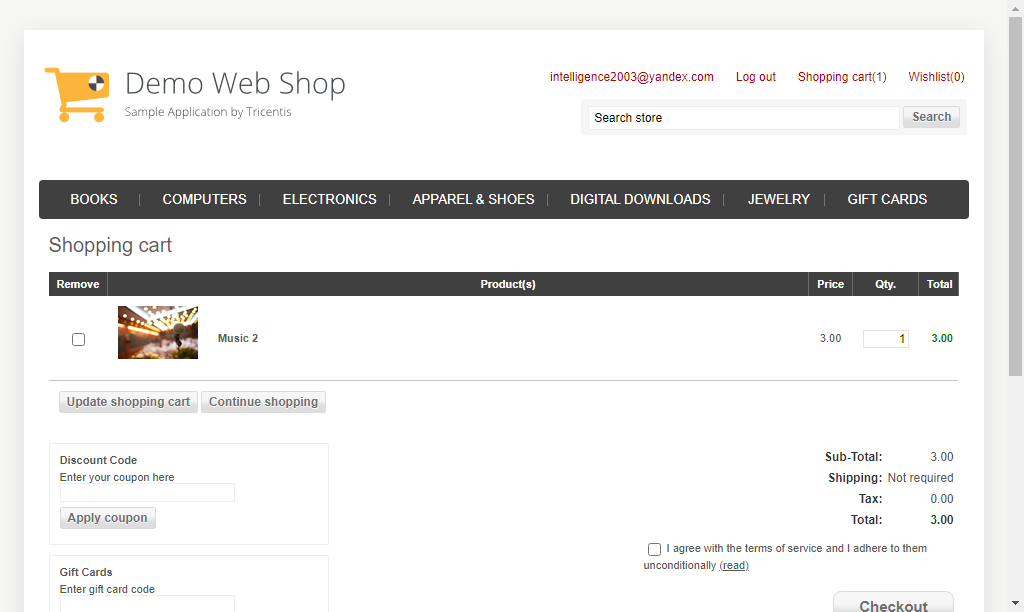 Demo Web Shop
Sample Application by Tricentis
intelligence2003@yandex.com Log out Shopping cart(1) Wishlist(0)
Search store Search
BOOKS COMPUTERS ELECTRONICS APPAREL & SHOES DIGITAL DOWNLOADS JEWELRY GIFT CARDS
Shopping cart
Remove Product(s) Price Qty. Total
Music 2 3.00 1 3.00
Update shopping cart Continue shopping
Discount Code
Enter your coupon here
Apply coupon
Sub-Total: 3.00
Shipping: Not required
Tax: 0.00
Total: 3.00
I agree with the terms of service and I adhere to them
unconditionally (read)
Gift Cards
Enter gift card code
Checkout